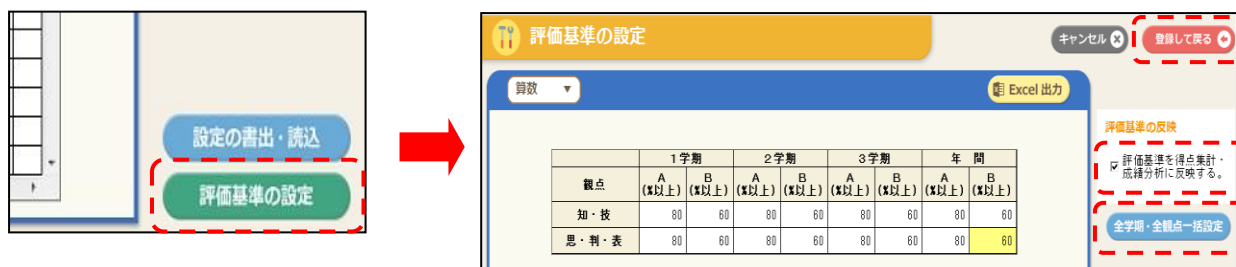 設定の書出・読込
評価基準の設定
評価基準の設定
キャンセル
登録して戻る
算数
Excel 出力
評価基準の反映
評価基準を得点集計・
成績分析に反映する。
全学期・全観点一括設定
観点 1学期 2学期 3学期 年 間
A B A B A B A B
(%以上) (%以上) (%以上) (%以上) (%以上) (%以上) (%以上) (%以上)
知・技 80 60 80 60 80 60 80 60
思・判・表 80 60 80 60 80 60 80 60